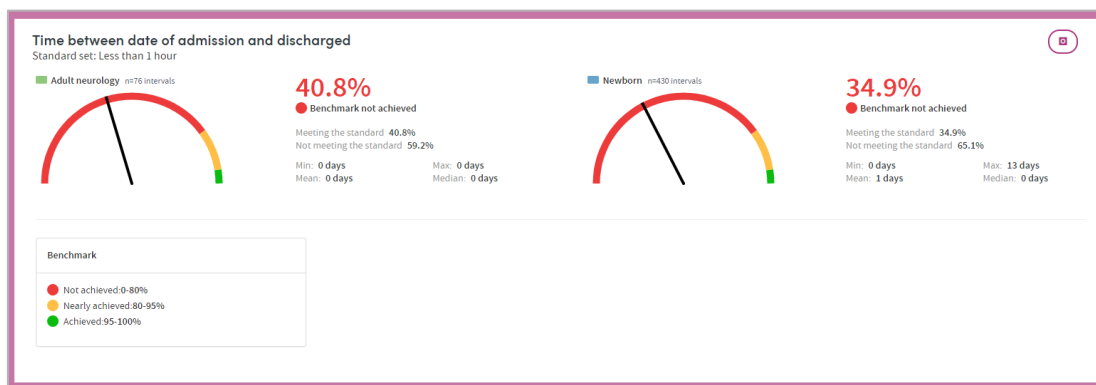 Time between date of admission and discharged
Standard set: Less than 1 hour
Adult neurology n=76 intervals
40.8%
Benchmark not achieved
Meeting the standard 40.8%
Not meeting the standard 59.2%
Min: 0 days Max: 0 days
Mean: 0 days Median: 0 days
Newborn n=430 intervals
34.9%
Benchmark not achieved
Meeting the standard 34.9%
Not meeting the standard 65.1%
Min: 0 days Max: 13 days
Mean: 1 days Median: 0 days
Benchmark
Not achieved:0-80%
Nearly achieved:80-95%
Achieved:95-100%